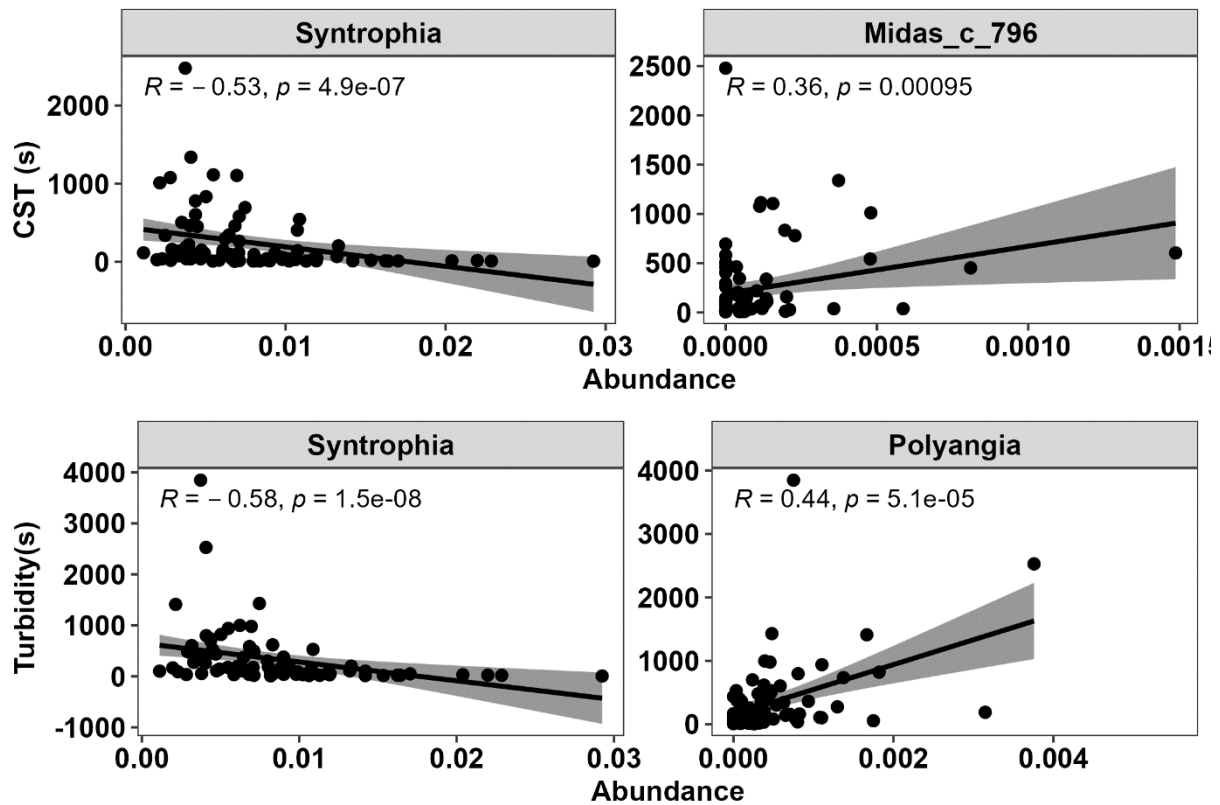 Syntrophia
Midas_c_796
R = − 0.53, p = 4.9e-07
R = 0.36, p = 0.00095
CST (s)
2000
1000
0
2500
2000
1500
1000
500
0
0.00
0.01
0.02
0.03
0.0000
0.0005
0.0010
0.0015
Abundance
Syntrophia
Polyangia
R = − 0.58, p = 1.5e-08
R = 0.44, p = 5.1e-05
Turbidity(s)
4000
3000
2000
1000
0
-1000
4000
3000
2000
1000
0
0.00
0.01
0.02
0.03
0.000
0.002
0.004
Abundance